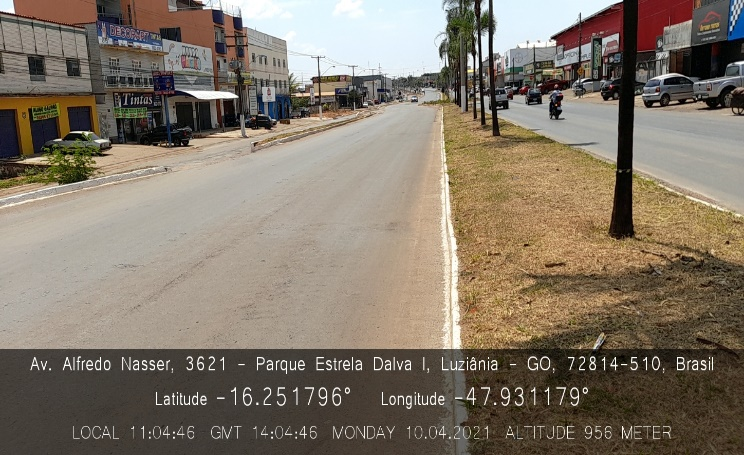 DECORART
Tintas
Av. Alfredo Nasser, 3621 - Parque Estrela Dalva I, Luziânia - GO, 72814-510, Brasil
Latitude -16.251796° Longitude -47.931179°
LOCAL 11:04:46 GMT 14:04:46 MONDAY 10.04.2021 ALTITUDE 956 METER